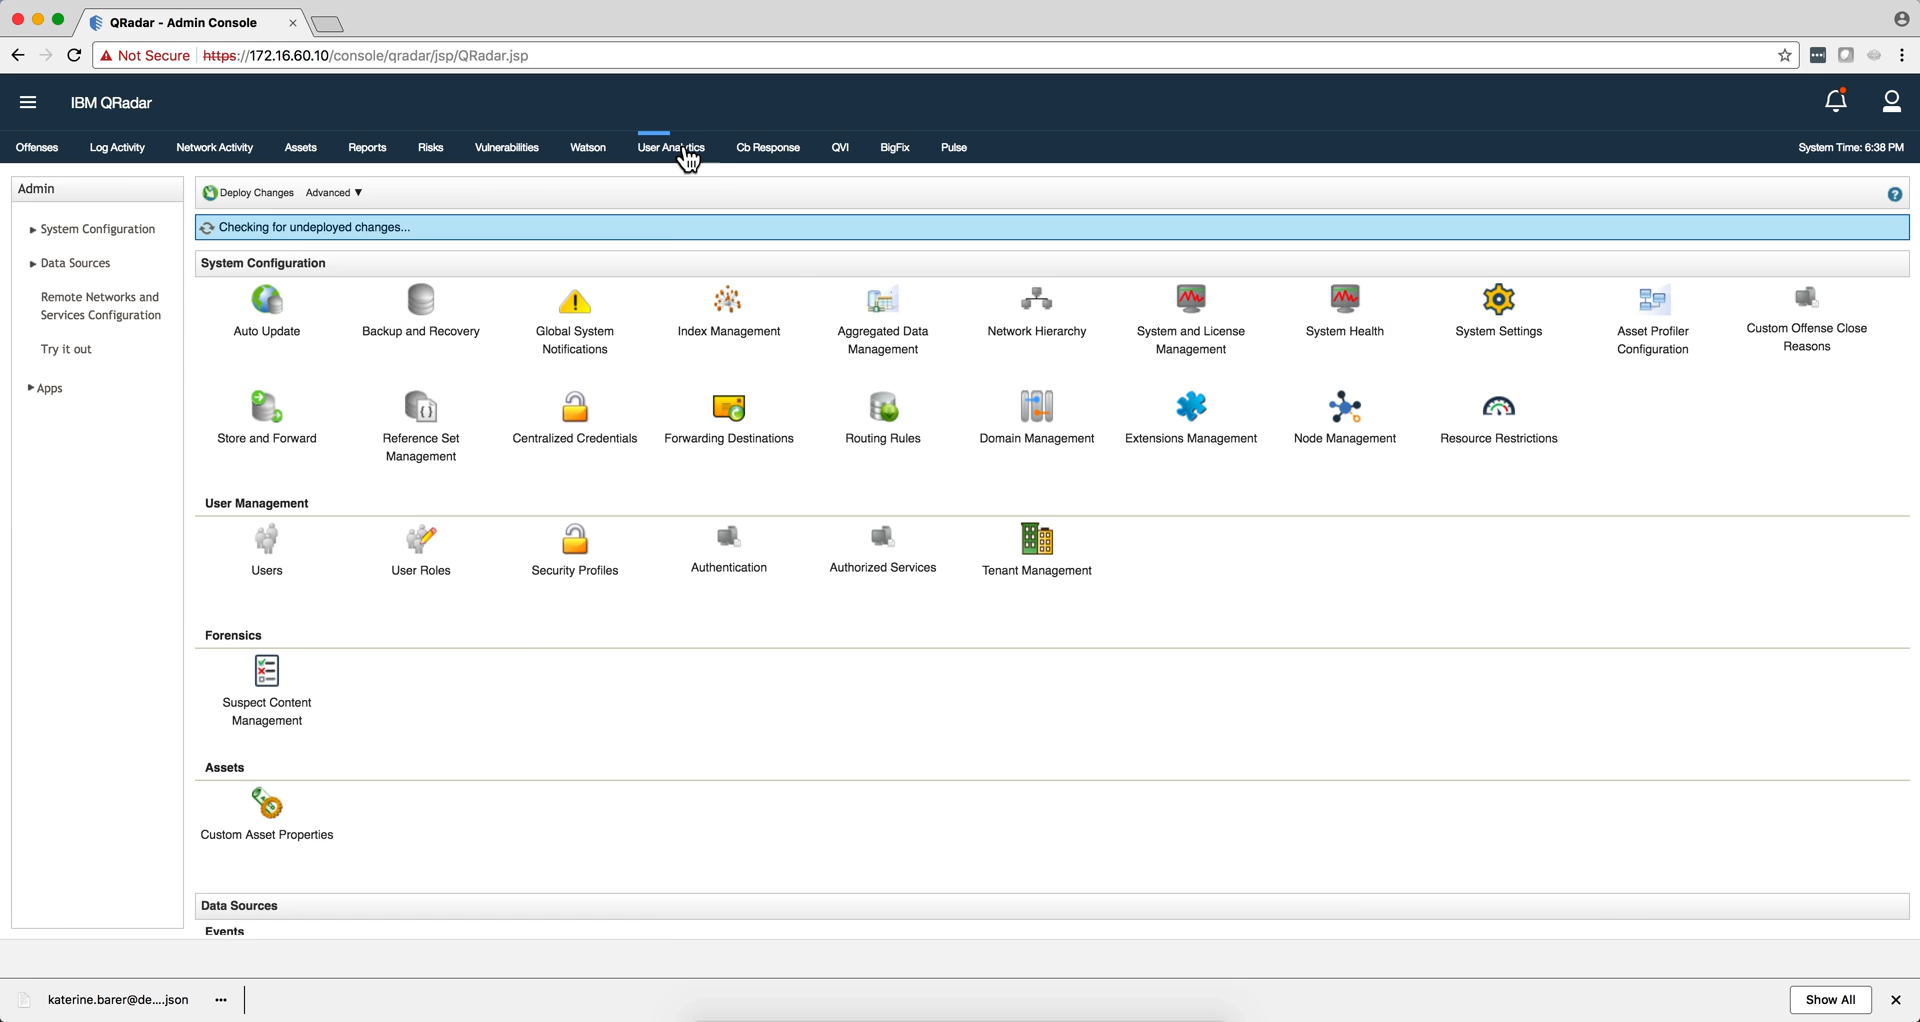 QRadar - Admin Console
Not Secure https://172.16.60.10/console/qradar/jsp/QRadar.jsp
IBM QRadar
Offenses Log Activity Network Activity Assets Reports Risks Vulnerabilities Watson User Analytics Cb Response QVI BigFix Pulse System Time: 6:38 PM
Admin
System Configuration
Data Sources
Remote Networks and
Services Configuration
Try it out
Apps
Deploy Changes Advanced
Checking for undeployed changes...
System Configuration
Auto Update
Backup and Recovery
Global System
Notifications
Index Management
Aggregated Data
Management
Network Hierarchy
System and License
Management
System Health
System Settings
Asset Profiler
Configuration
Custom Offense Close
Reasons
Store and Forward
Reference Set
Management
Centralized Credentials
Forwarding Destinations
Routing Rules
Domain Management
Extensions Management
Node Management
Resource Restrictions
User Management
Users
User Roles
Security Profiles
Authentication
Authorized Services
Tenant Management
Forensics
Suspect Content
Management
Assets
Custom Asset Properties
Data Sources
Events
katerine.barer@de....json
Show All